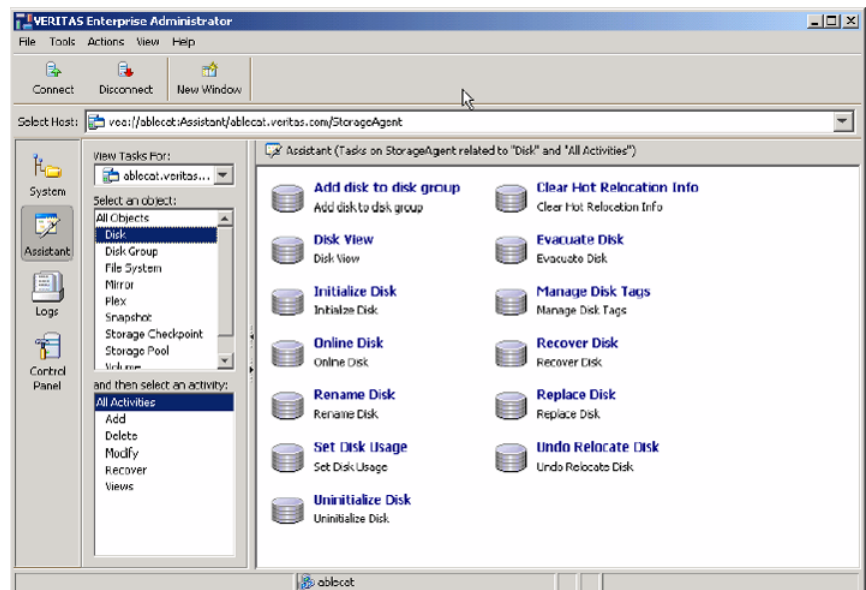 VERITAS Enterprise Administrator
File Tools Actions View Help
Connect Disconnect New Window
Select Host: vea://ablecat:Assistant/ablecat.veritas.com/StorageAgent
System
Assistant
Logs
Control Panel
View Tasks For:
ablecat.veritas...
Select an object:
All Objects
Disk
Disk Group
File System
Mirror
Plex
Snapshot
Storage Checkpoint
Storage Pool
Volume
and then select an activity:
All Activities
Add
Delete
Modify
Recover
Views
Assistant (Tasks on StorageAgent related to "Disk" and "All Activities")
Add disk to disk group
Add disk to disk group
Clear Hot Relocation Info
Clear Hot Relocation Info
Disk View
Disk View
Evacuate Disk
Evacuate Disk
Initialize Disk
Initialize Disk
Manage Disk Tags
Manage Disk Tags
Online Disk
Online Disk
Recover Disk
Recover Disk
Rename Disk
Rename Disk
Replace Disk
Replace Disk
Set Disk Usage
Set Disk Usage
Undo Relocate Disk
Undo Relocate Disk
Uninitialize Disk
Uninitialize Disk
ablecat